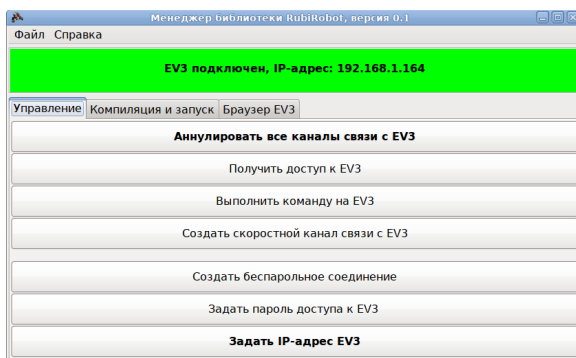 Менеджер библиотеки RubiRobot, версия 0.1
Файл Справка
EV3 подключен, IP-адрес: 192.168.1.164
Управление Компиляция и запуск Браузер EV3
Аннулировать все каналы связи с EV3
Получить доступ к EV3
Выполнить команду на EV3
Создать скоростной канал связи с EV3
Создать беспарольное соединение
Задать пароль доступа к EV3
Задать IP-адрес EV3